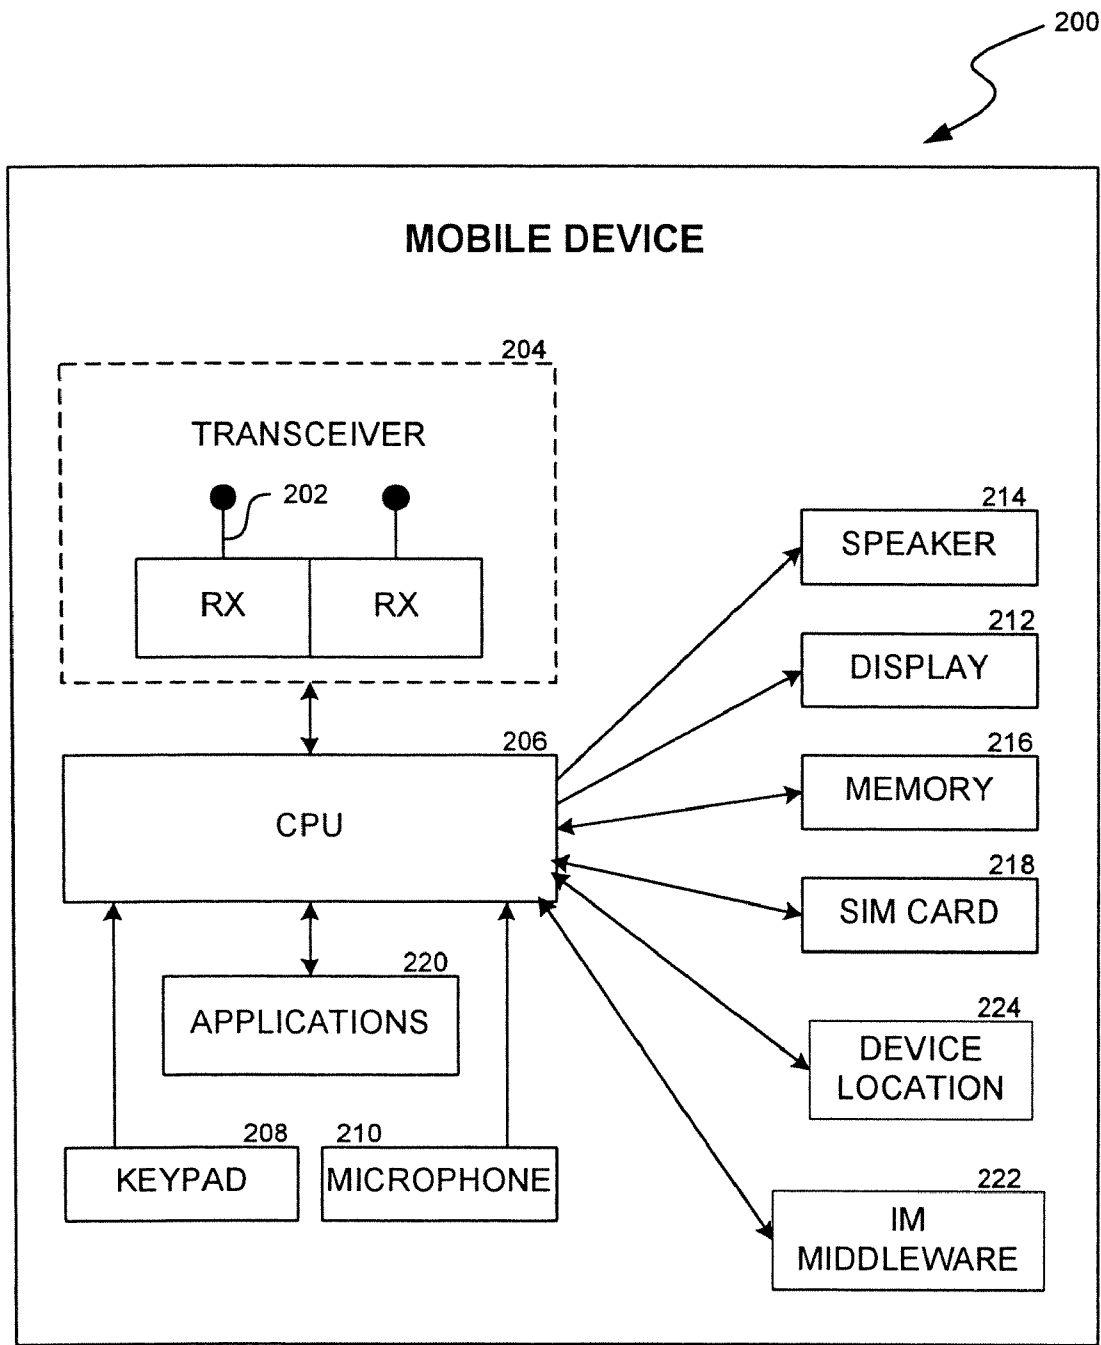 200
MOBILE DEVICE
204
TRANSCEIVER
202
RX RX
214
SPEAKER
212
DISPLAY
206
CPU
216
MEMORY
218
SIM CARD
220
APPLICATIONS
224
DEVICE
LOCATION
208
KEYPAD
210
MICROPHONE
222
IM
MIDDLEWARE